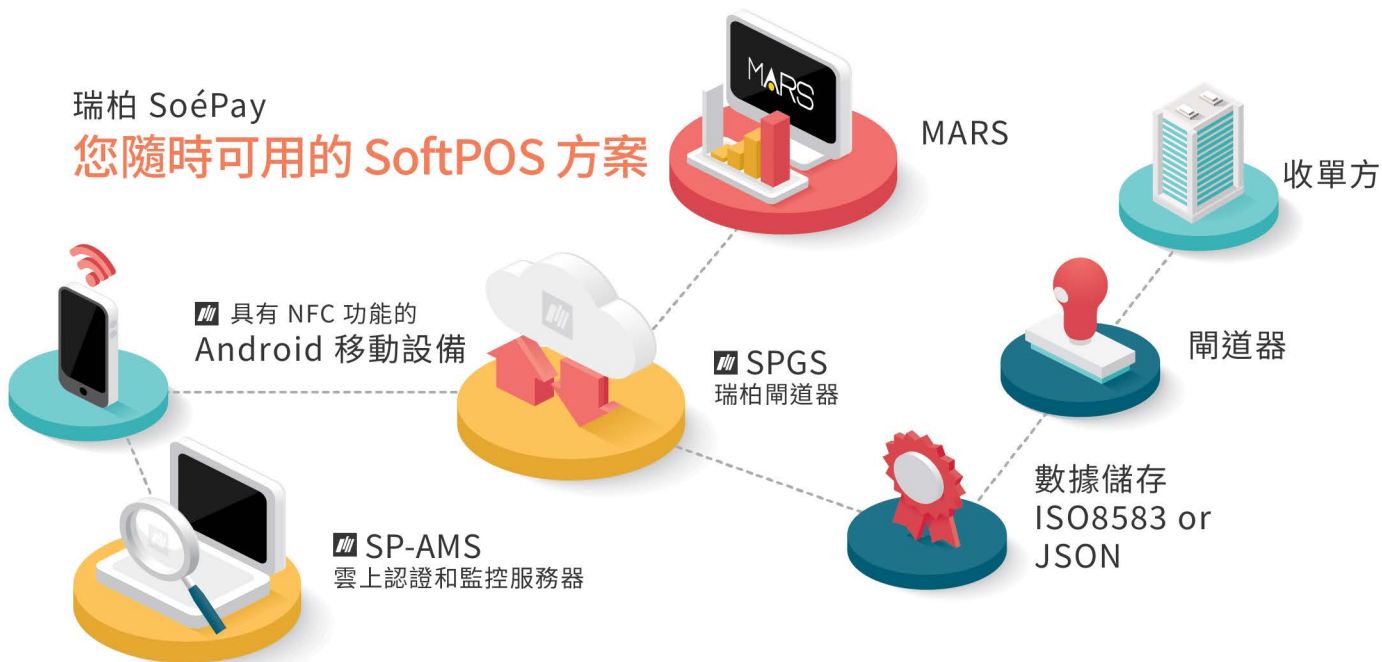 瑞柏 SoéPay
您隨時可用的 SoftPOS 方案
MARS
MARS
收單方
具有 NFC 功能的
Android 移動設備
SPGS
瑞柏閘道器
閘道器
數據儲存
ISO8583 or
JSON
SP-AMS
雲上認證和監控服務器